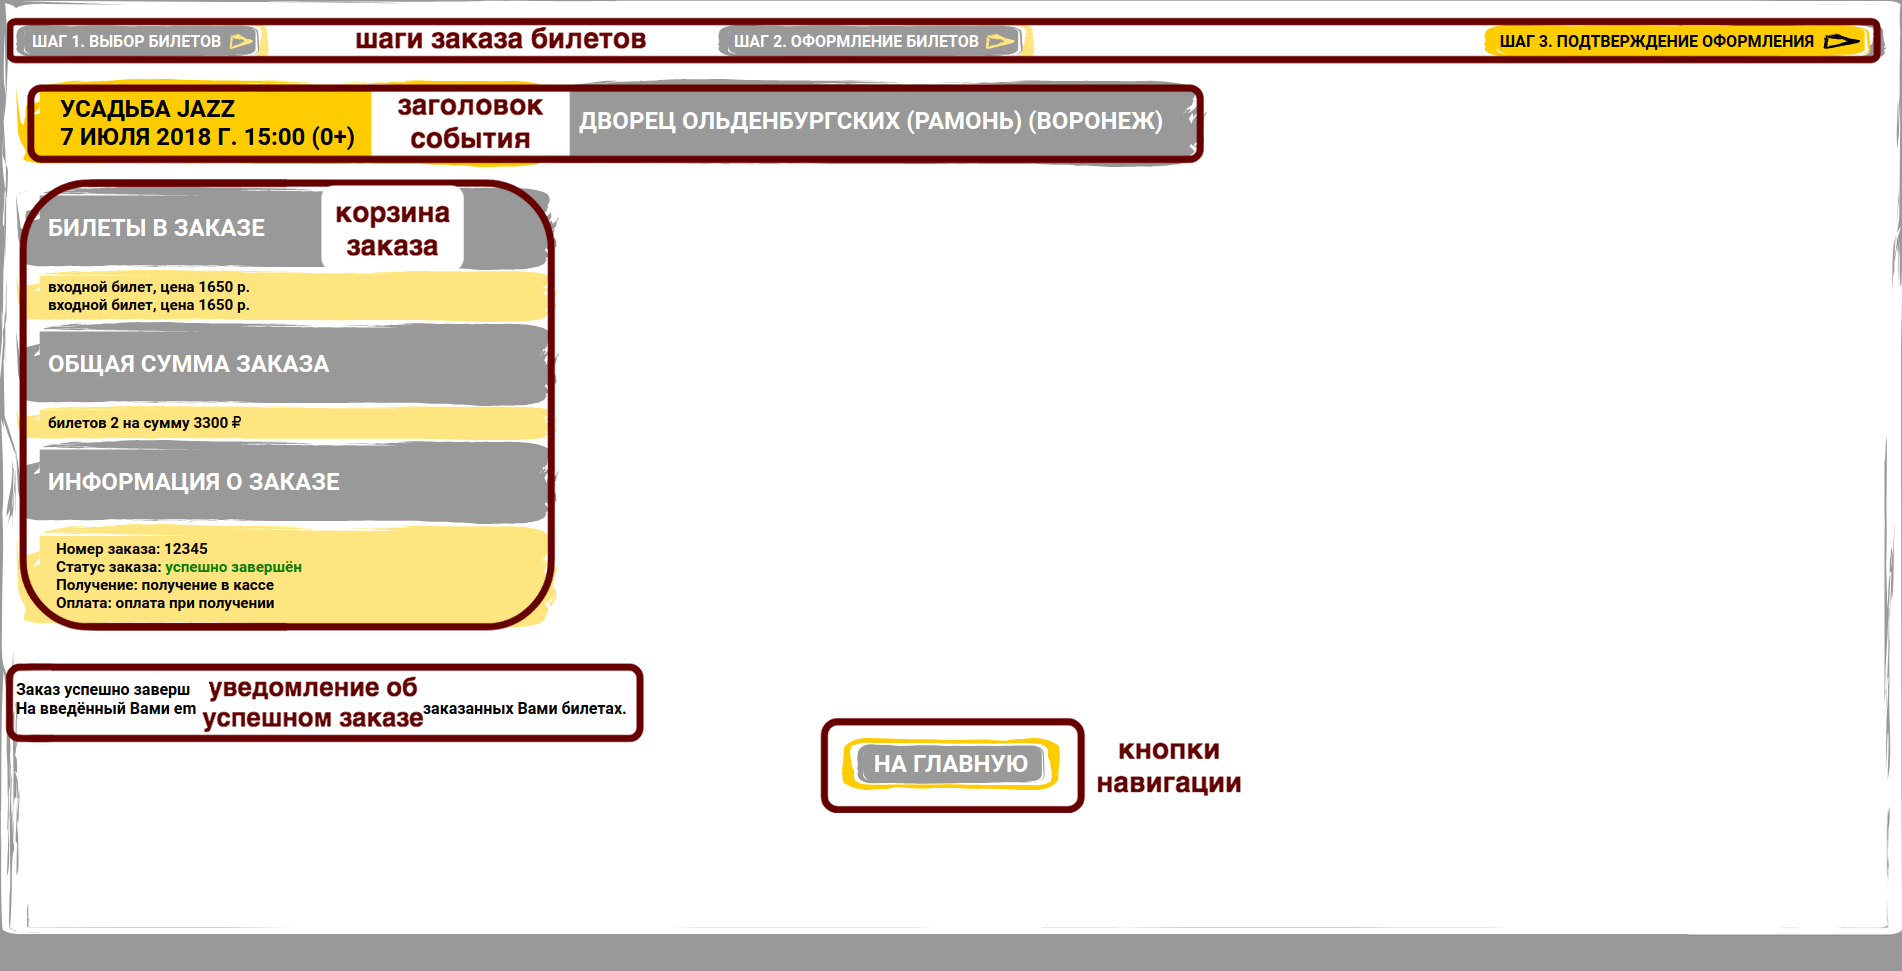 ШАГ 1. ВЫБОР БИЛЕТОВ
шаги заказа билетов
ШАГ 2. ОФОРМЛЕНИЕ БИЛЕТОВ
ШАГ 3. ПОДТВЕРЖДЕНИЕ ОФОРМЛЕНИЯ
УСАДЬБА JAZZ
7 ИЮЛЯ 2018 Г. 15:00 (0+)
заголовок
события
ДВОРЕЦ ОЛЬДЕНБУРГСКИХ (РАМОНЬ) (ВОРОНЕЖ)
БИЛЕТЫ В ЗАКАЗЕ
корзина
заказа
входной билет, цена 1650 р.
входной билет, цена 1650 р.
ОБЩАЯ СУММА ЗАКАЗА
билетов 2 на сумму 3300 ₽
ИНФОРМАЦИЯ О ЗАКАЗЕ
Номер заказа: 12345
Статус заказа: успешно завершён
Получение: получение в кассе
Оплата: оплата при получении
Заказ успешно заверш
На введённый Вами em
уведомление об
успешном заказе
заказанных Вами билетах.
НА ГЛАВНУЮ
кнопки
навигации